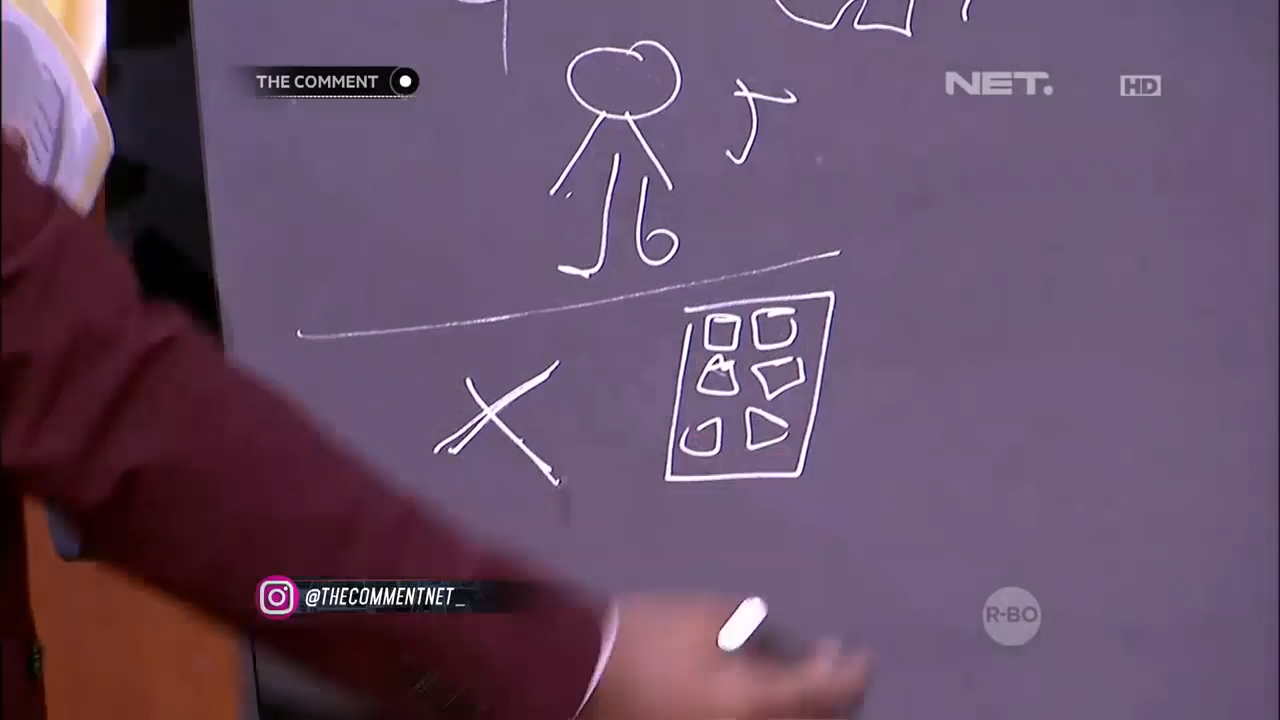 THE COMMENT
NET.
HD
@THECOMMENTNET_
R-BO